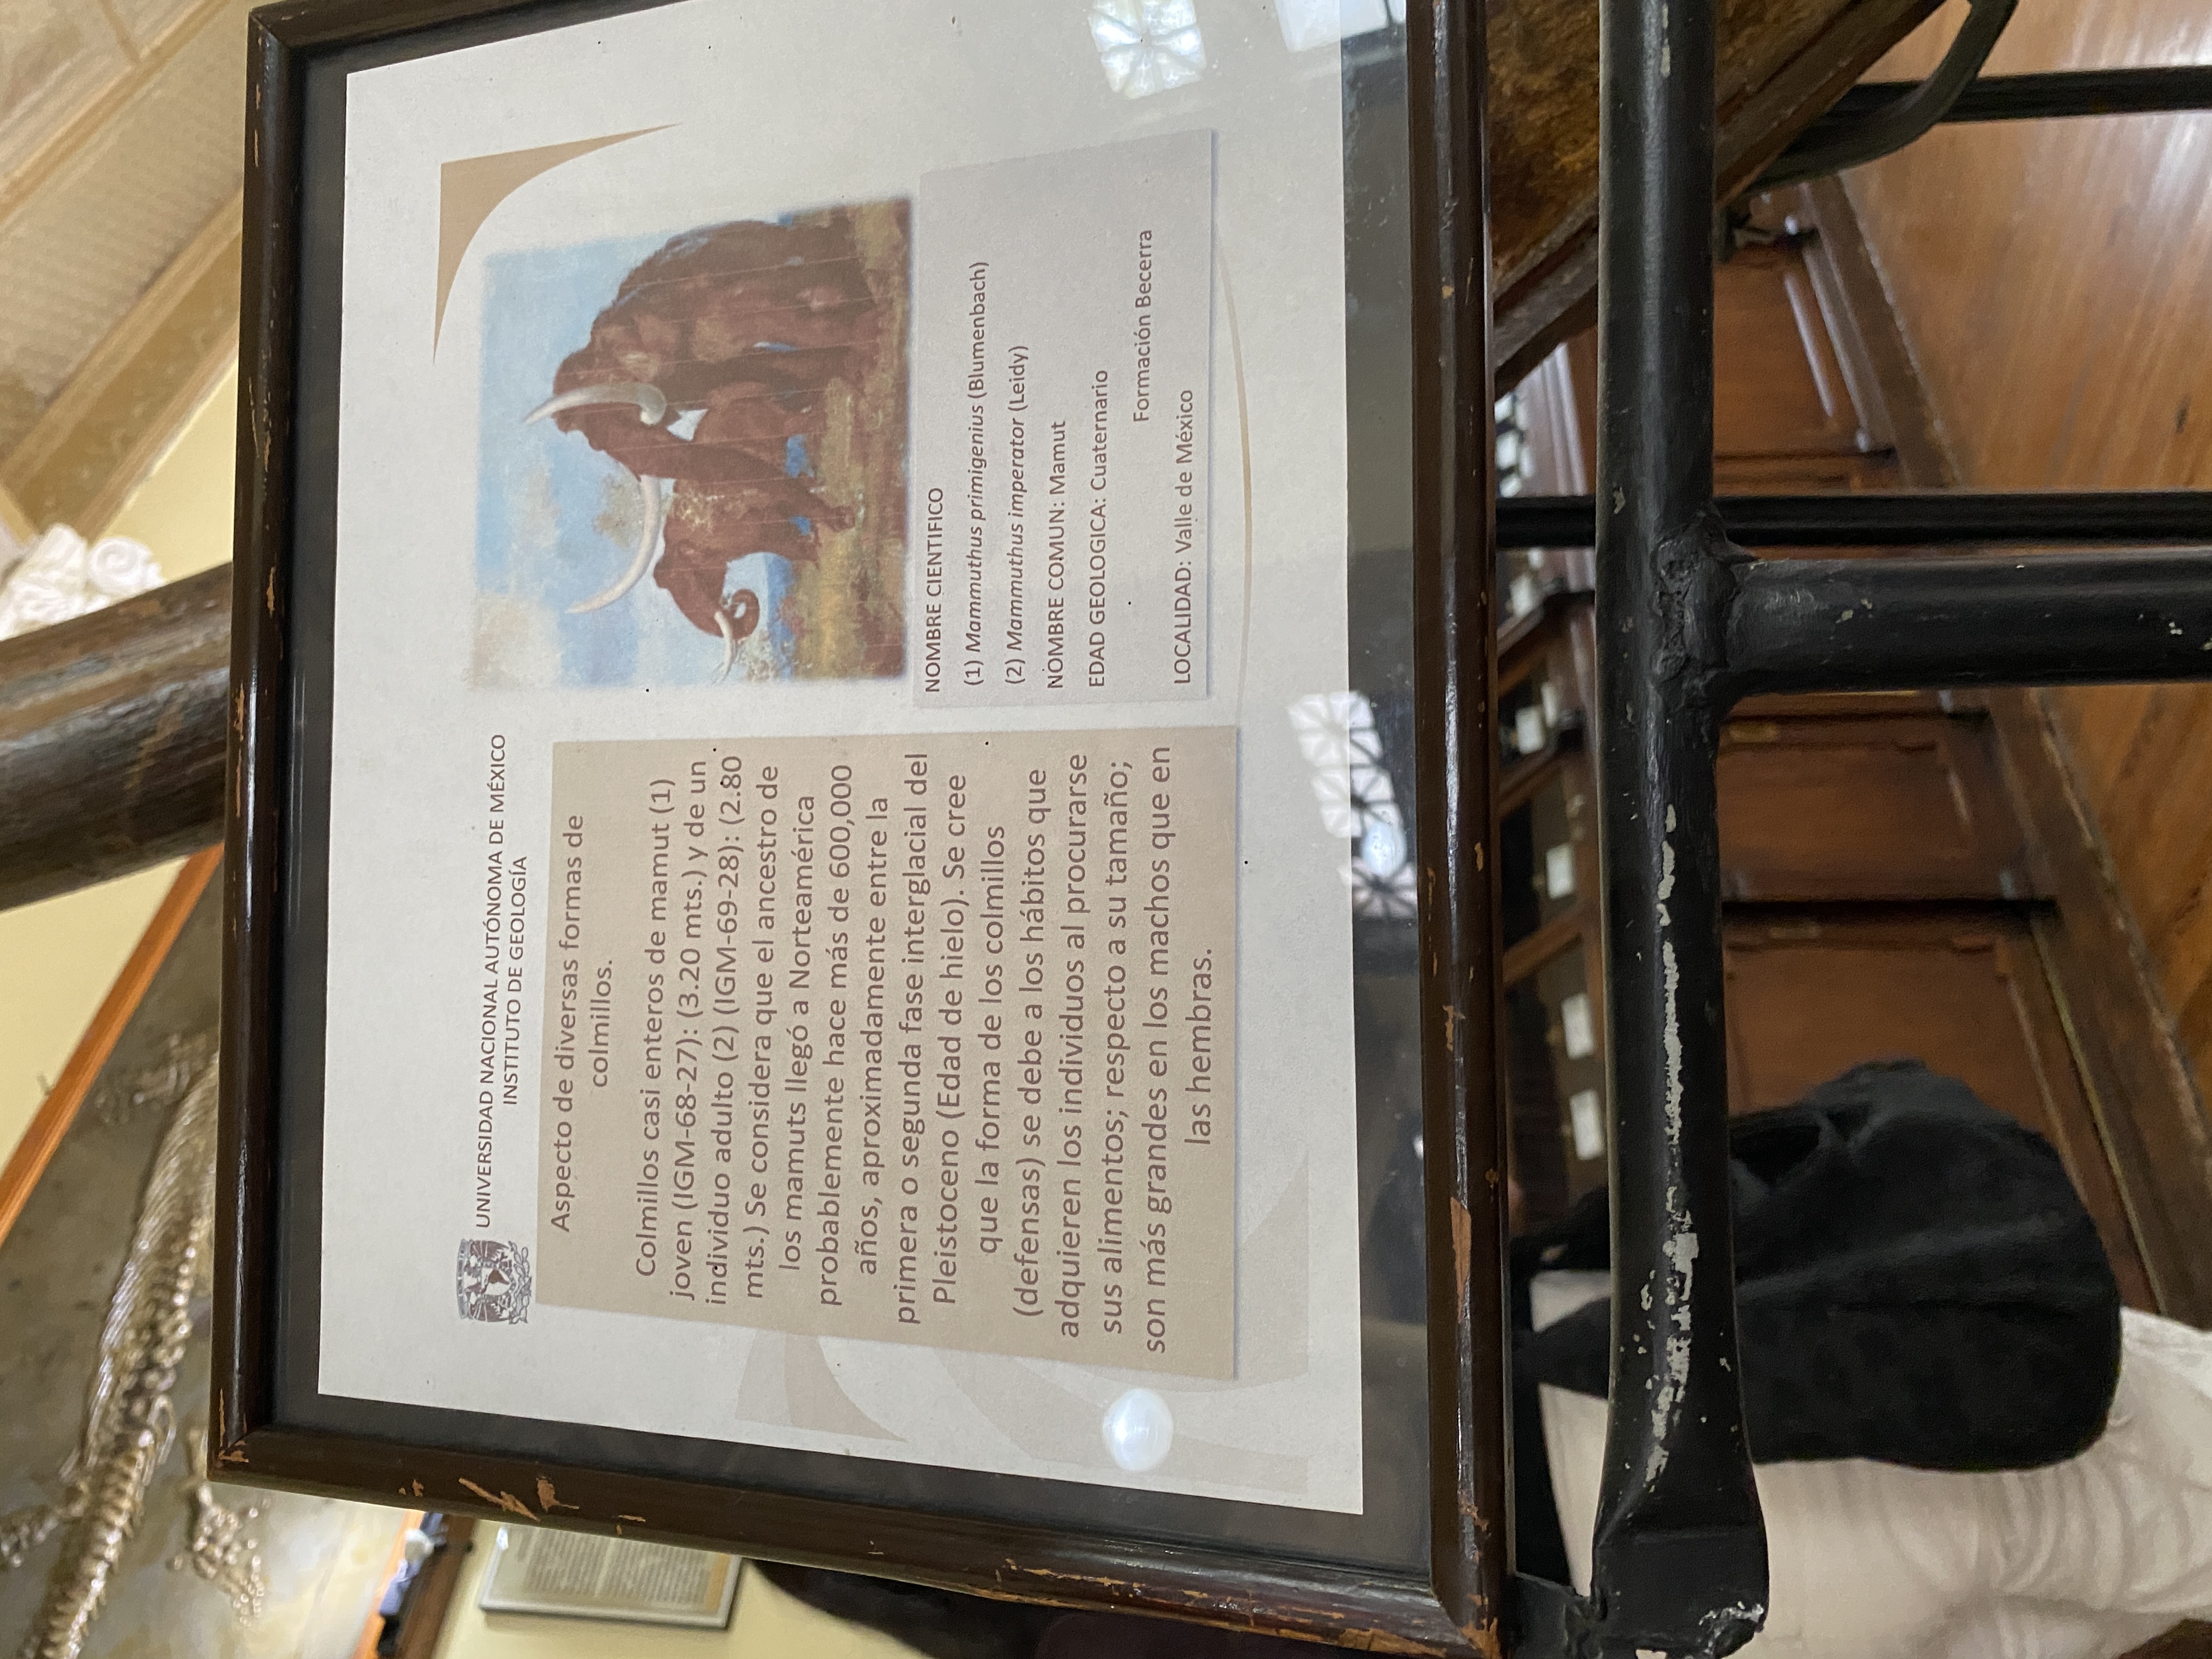 UNIVERSIDAD NACIONAL AUTÓNOMA DE MÉXICO
INSTITUTO DE GEOLOGÍA
Aspecto de diversas formas de
colmillos.
Colmillos casi enteros de mamut (1)
joven (IGM-68-27): (3.20 mts.) y de un
individuo adulto (2) (IGM-69-28): (2.80
mts.) Se considera que el ancestro de
los mamuts llegó a Norteamérica
probablemente hace más de 600,000
años, aproximadamente entre la
primera o segunda fase interglacial del
Pleistoceno (Edad de hielo). Se cree
que la forma de los colmillos
(defensas) se debe a los hábitos que
adquieren los individuos al procurarse
sus alimentos; respecto a su tamaño;
son más grandes en los machos que en
las hembras.
NOMBRE CIENTIFICO
(1) Mammuthus primigenius (Blumenbach)
(2) Mammuthus imperator (Leidy)
NOMBRE COMUN: Mamut
EDAD GEOLOGICA: Cuaternario
Formación Becerra
LOCALIDAD: Valle de México